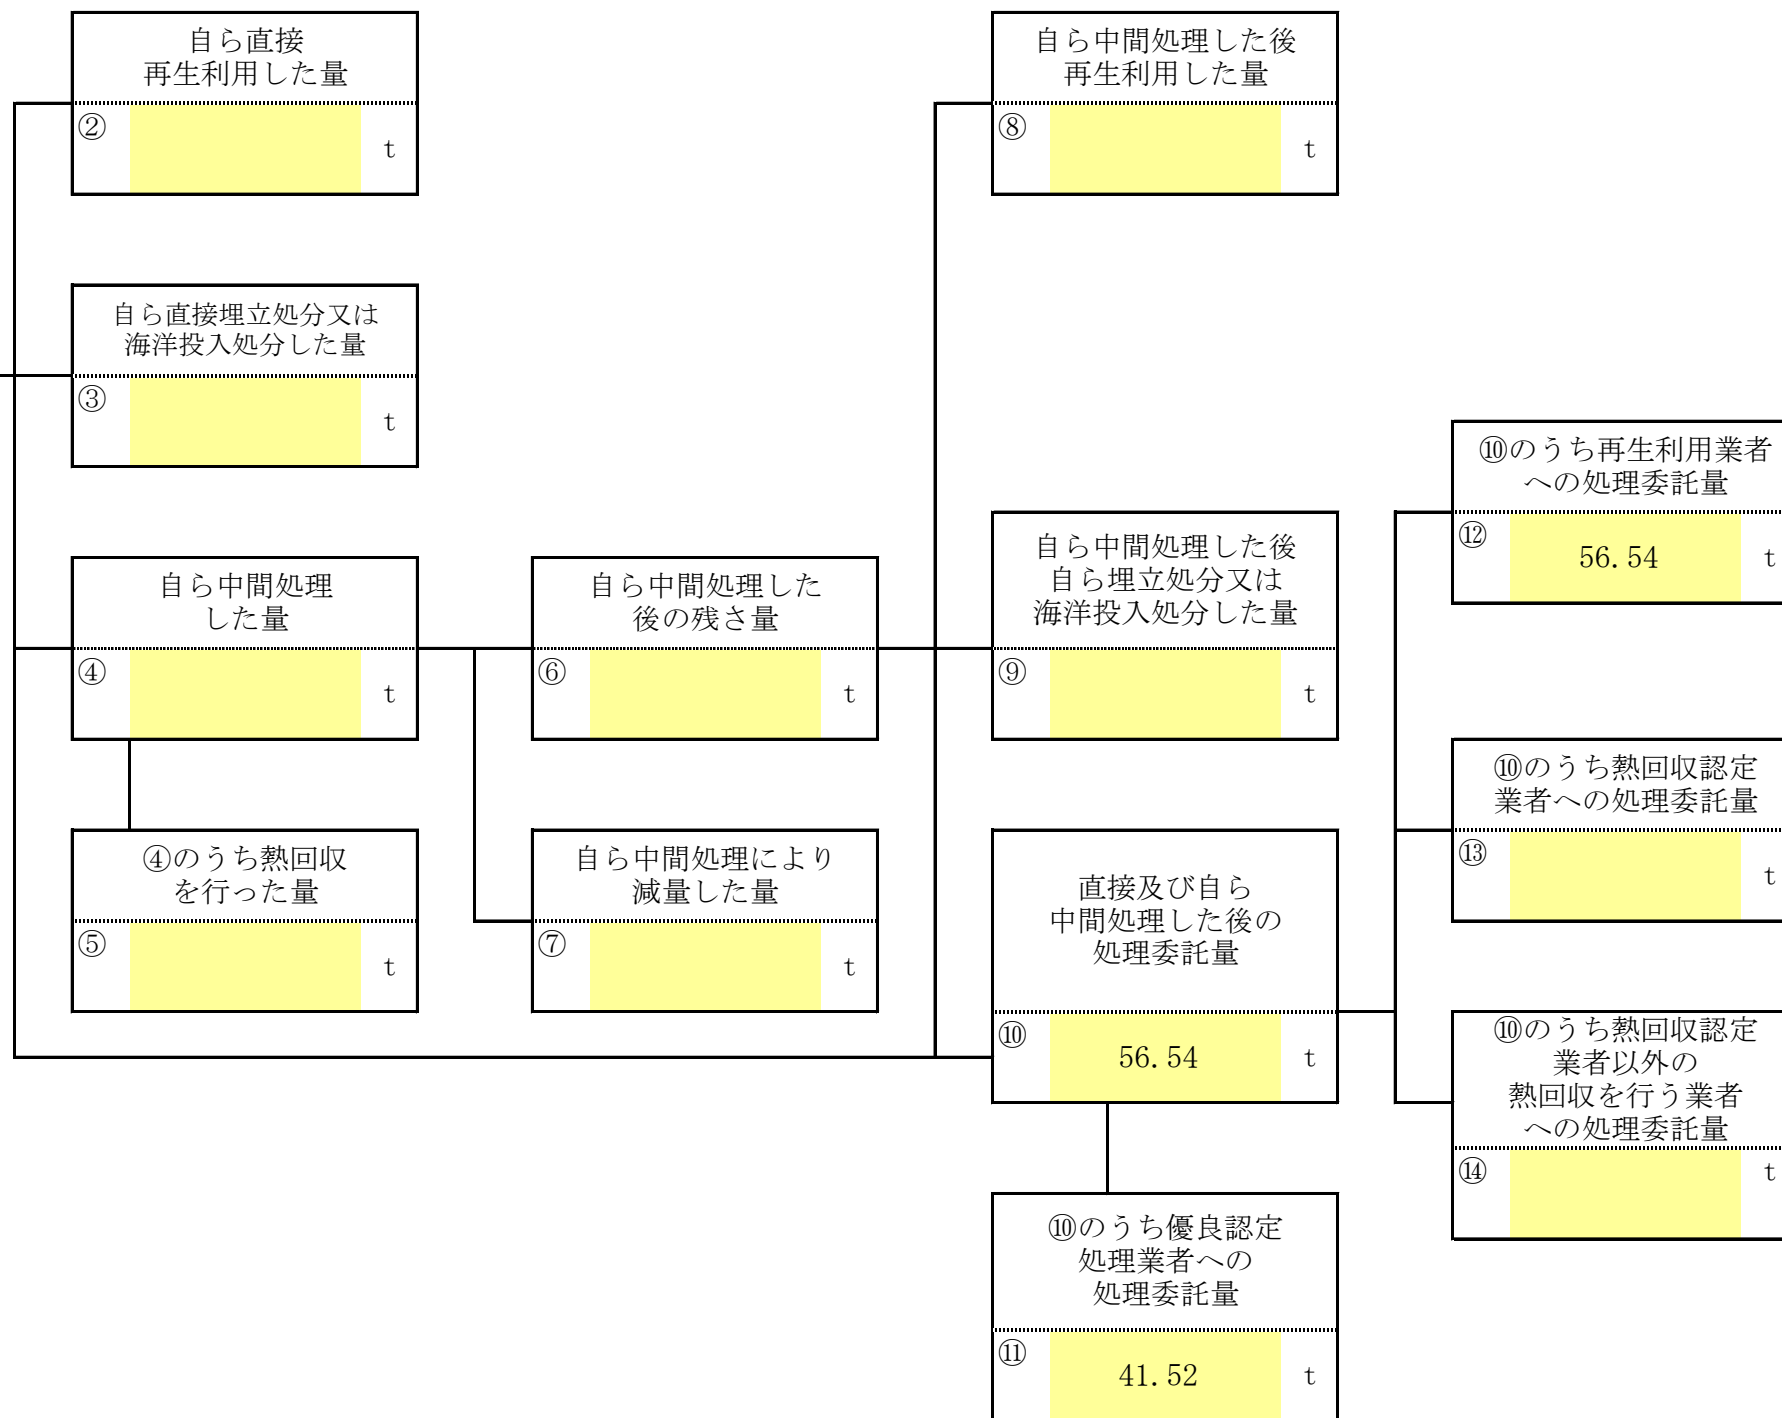 自ら直接
再生利用した量
②
t
自ら中間処理した後
再生利用した量
⑧
t
自ら直接埋立処分又は
海洋投入処分した量
③
t
⑩のうち再生利用業者
への処理委託量
⑫
56.54
t
自ら中間処理
した量
④
t
自ら中間処理した
後の残さ量
⑥
t
自ら中間処理した後
自ら埋立処分又は
海洋投入処分した量
⑨
t
⑩のうち熱回収認定
業者への処理委託量
⑬
t
④のうち熱回収
を行った量
⑤
t
自ら中間処理により
減量した量
⑦
t
直接及び自ら
中間処理した後の
処理委託量
⑩
56.54
t
⑩のうち熱回収認定
業者以外の
熱回収を行う業者
への処理委託量
⑭
t
⑩のうち優良認定
処理業者への
処理委託量
⑪
41.52
t